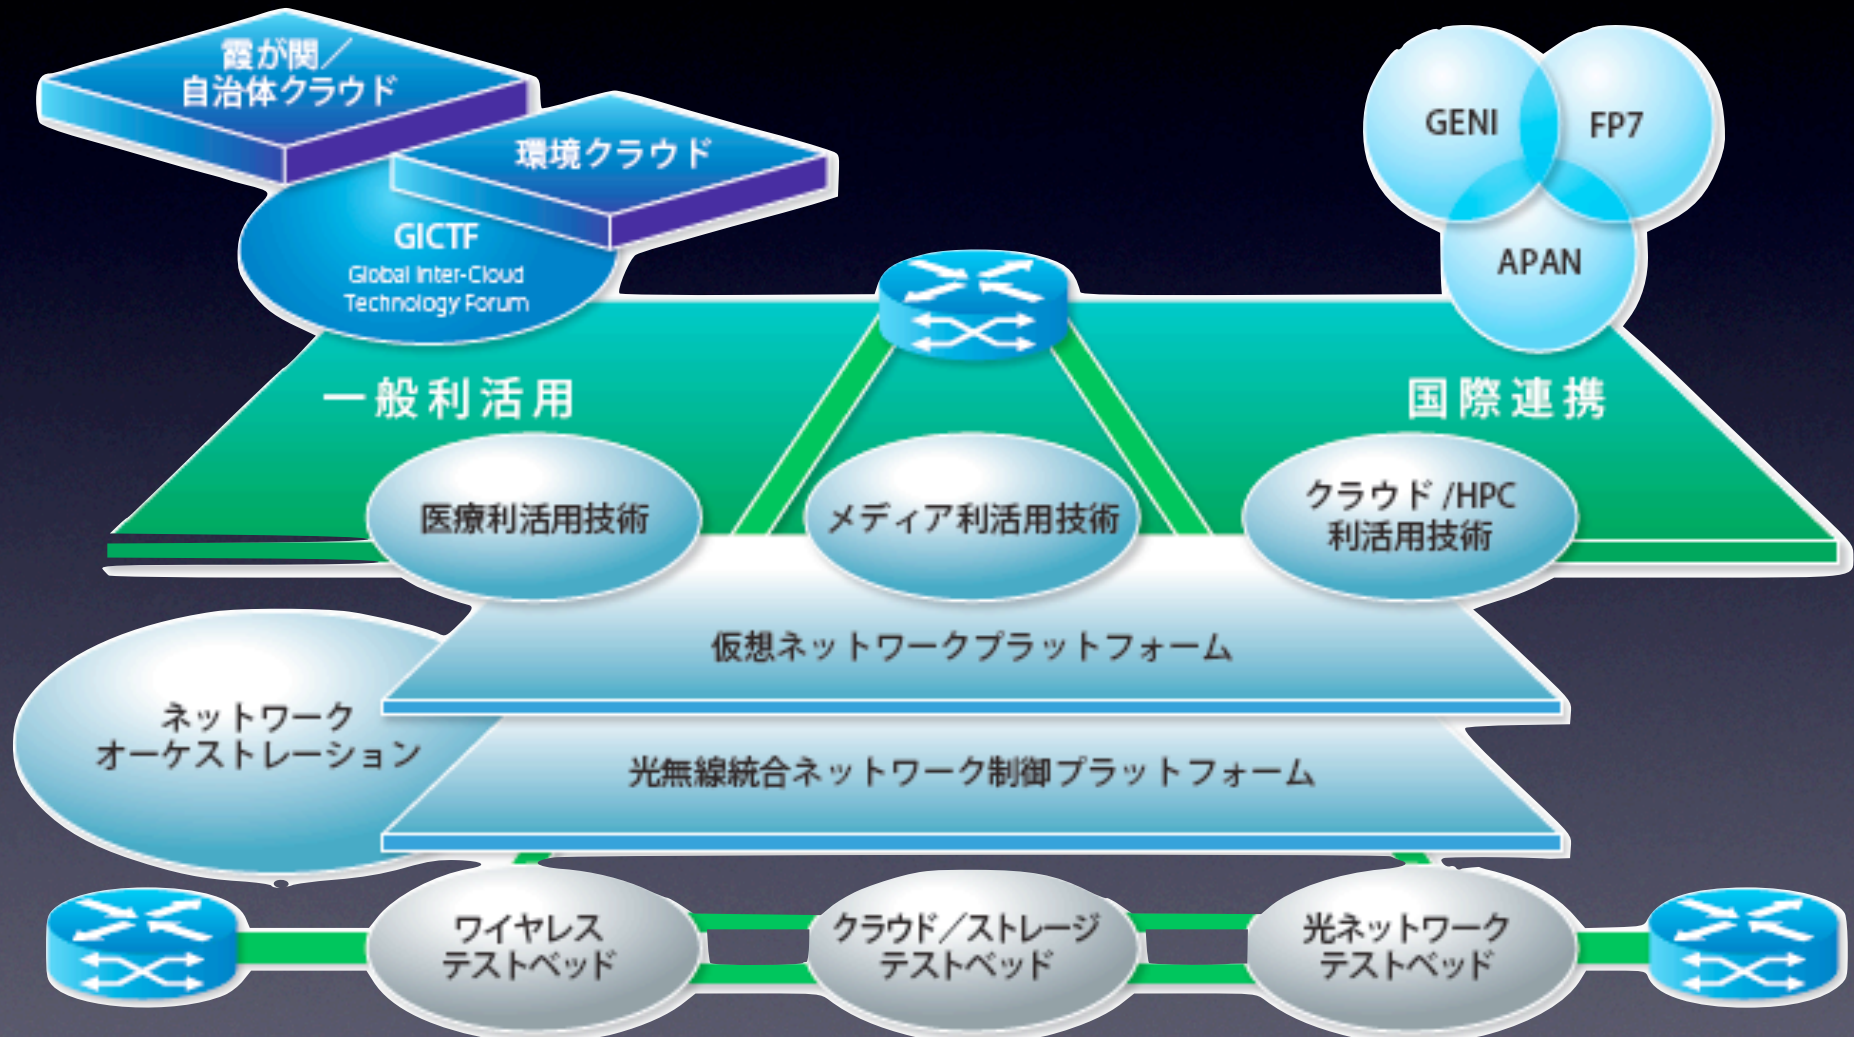 霞が関／
自治体クラウド
環境クラウド
GICTF
Global Inter-Cloud
Technology Forum
GENI
FP7
APAN
一般利活用
国際連携
医療利活用技術
メディア利活用技術
クラウド /HPC
利活用技術
仮想ネットワークプラットフォーム
ネットワーク
オーケストレーション
光無線統合ネットワーク制御プラットフォーム
ワイヤレス
テストベッド
クラウド／ストレージ
テストベッド
光ネットワーク
テストベッド